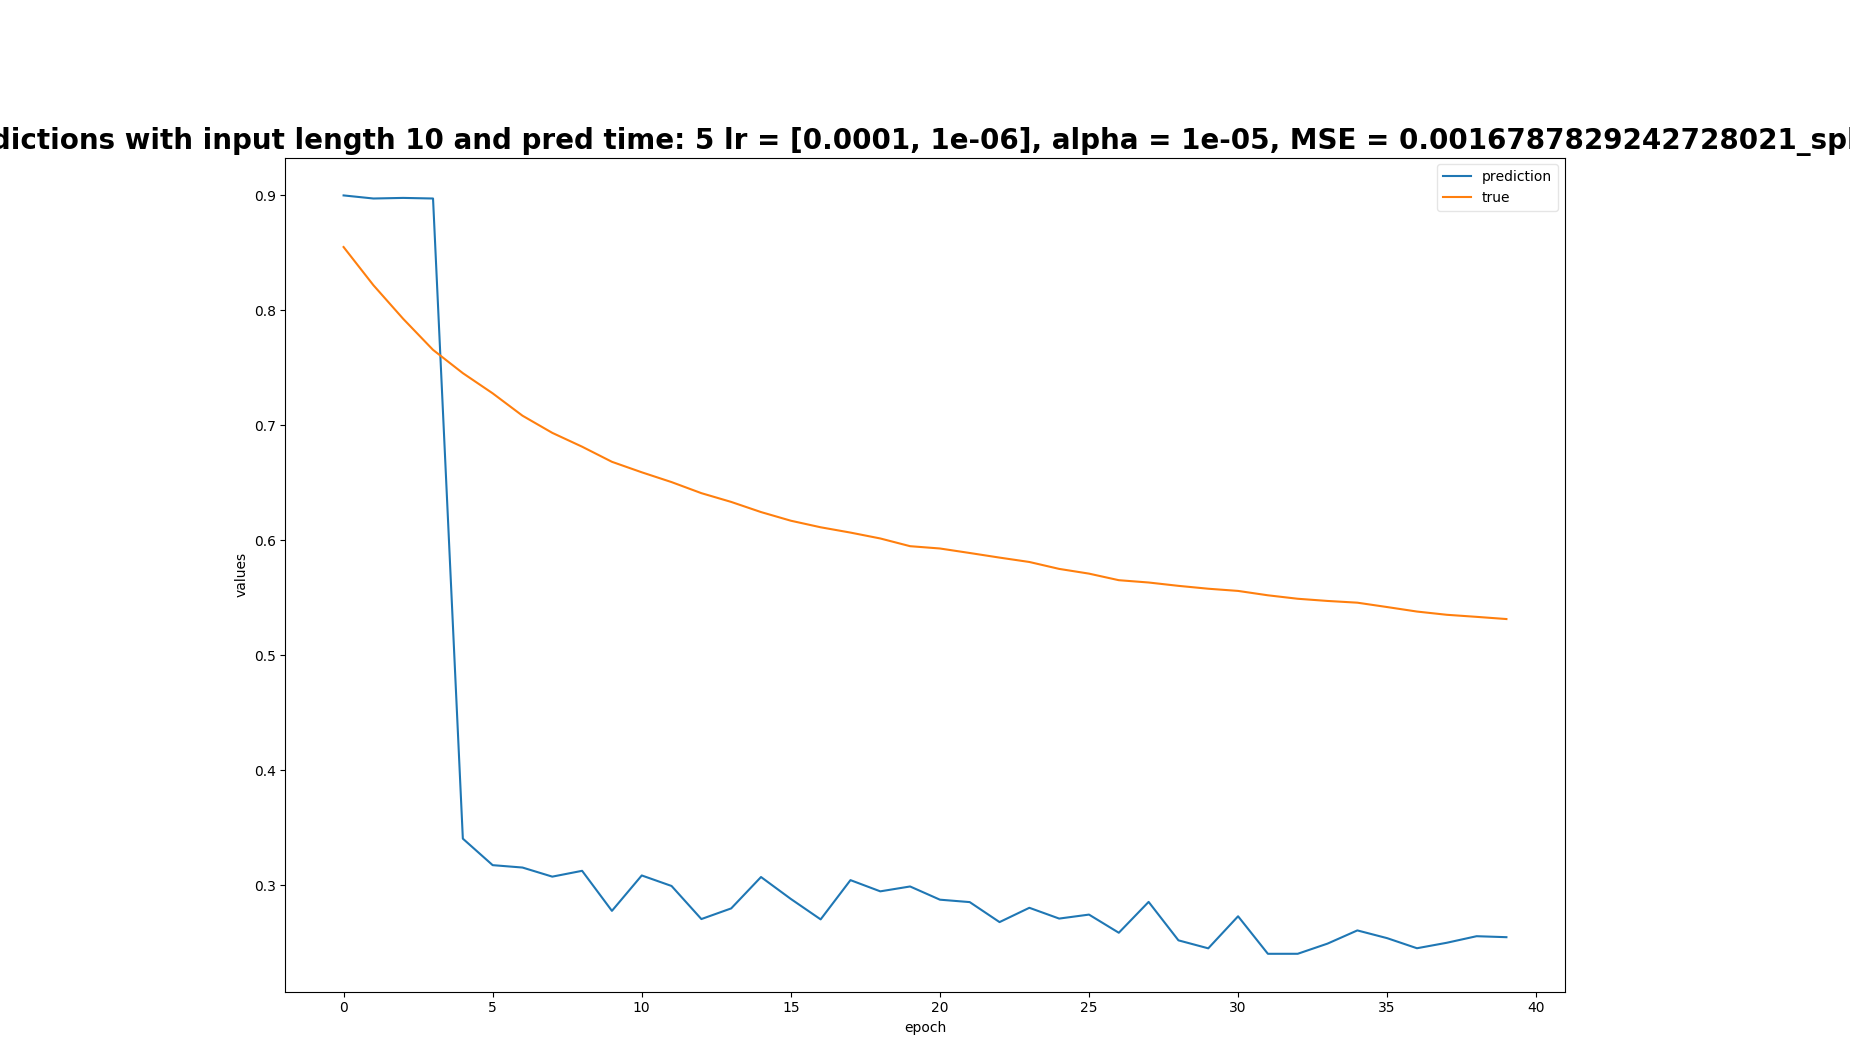 dictions with input length 10 and pred time: 5 lr = [0.0001, 1e-06], alpha = 1e-05, MSE = 0.0016787829242728021_spl
prediction
true
0.9
0.8
0.7
0.6
0.5
0.4
0.3
values
0 5 10 15 20 25 30 35 40
epoch